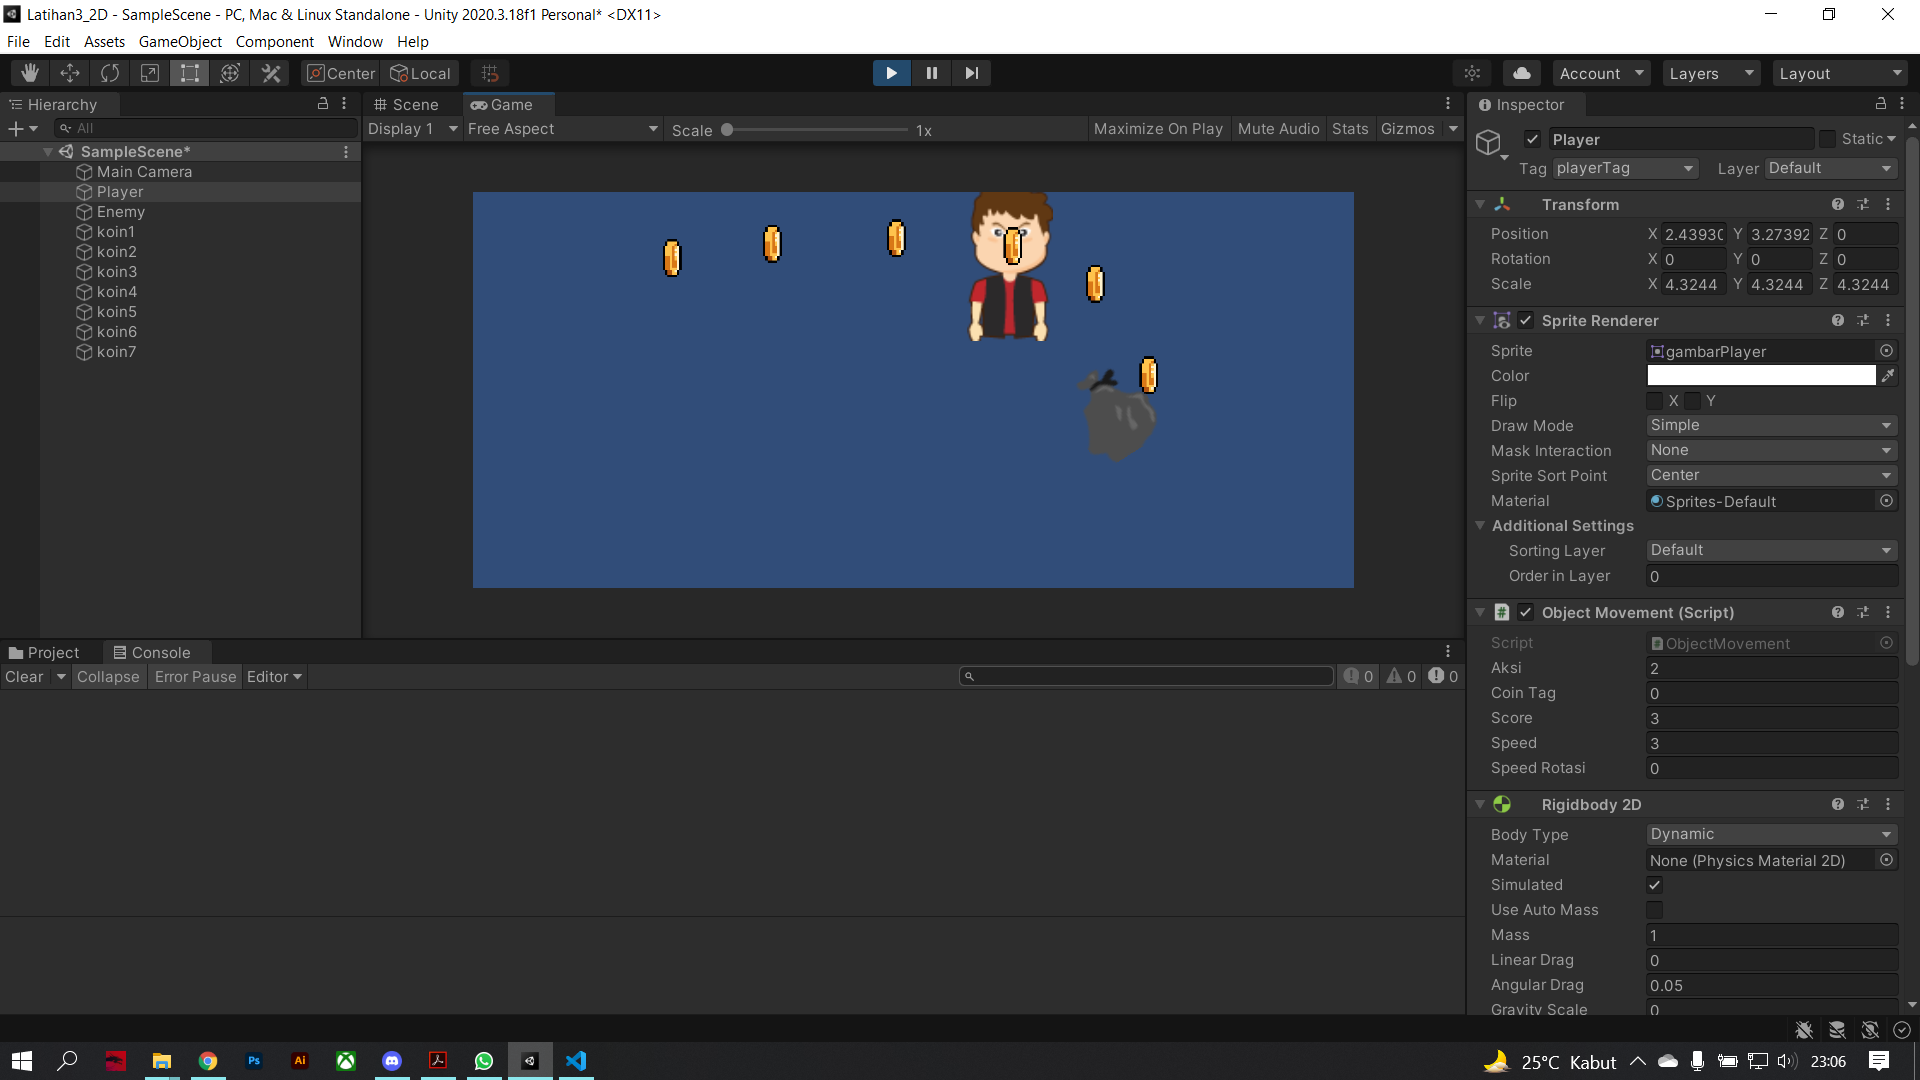 Latihan3_2D - SampleScene - PC, Mac & Linux Standalone - Unity 2020.3.18f1 Personal* <DX11>
File Edit Assets GameObject Component Window Help
Center Local Account Layers Layout
Hierarchy
All
SampleScene*
Main Camera
Player
Enemy
koin1
koin2
koin3
koin4
koin5
koin6
koin7
Scene Game
Display 1 Free Aspect Scale 1x Maximize On Play Mute Audio Stats Gizmos
Project Console
Clear Collapse Error Pause Editor 0 0 0
Inspector
Player Static
Tag playerTag Layer Default
Transform
Position X 2.4393 Y 3.27392 Z 0
Rotation X 0 Y 0 Z 0
Scale X 4.3244 Y 4.3244 Z 4.3244
Sprite Renderer
Sprite gambarPlayer
Color
Flip X Y
Draw Mode Simple
Mask Interaction None
Sprite Sort Point Center
Material Sprites-Default
Additional Settings
Sorting Layer Default
Order in Layer 0
Object Movement (Script)
Script ObjectMovement
Aksi 2
Coin Tag 0
Score 3
Speed 3
Speed Rotasi 0
Rigidbody 2D
Body Type Dynamic
Material None (Physics Material 2D)
Simulated
Use Auto Mass
Mass 1
Linear Drag 0
Angular Drag 0.05
Gravity Scale 0
Ps Ai 25°C Kabut 23:06